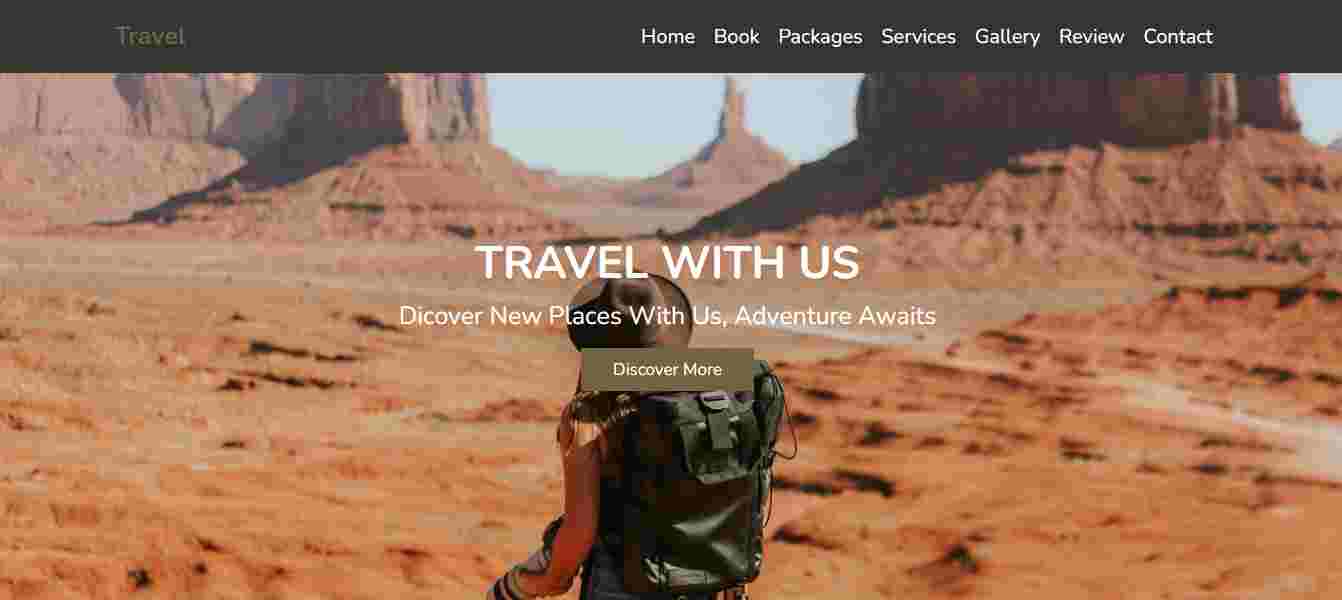 Travel
Home Book Packages Services Gallery Review Contact
TRAVEL WITH US
Dicover New Places With Us, Adventure Awaits
Discover More